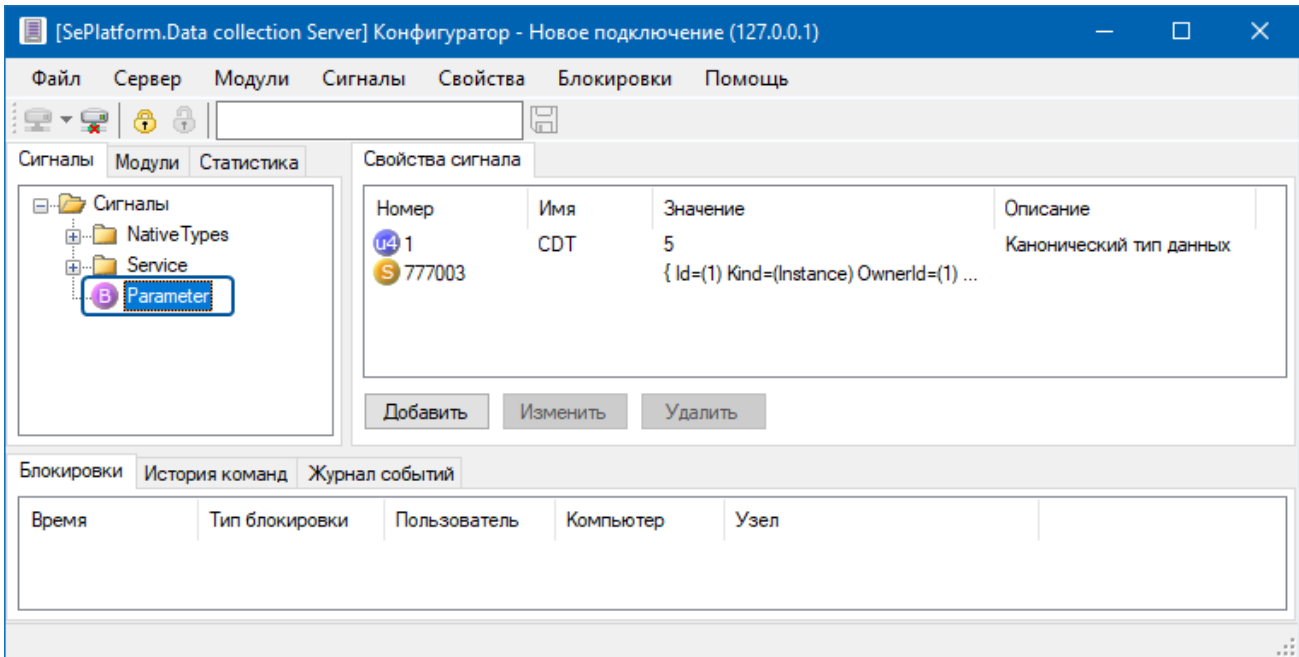 [SePlatform.Data collection Server] Конфигуратор - Новое подключение (127.0.0.1)
Файл Сервер Модули Сигналы Свойства Блокировки Помощь
Сигналы Модули Статистика
Свойства сигнала
Сигналы
NativeTypes
Service
B Parameter
Номер Имя Значение Описание
u4 1 CDT 5 Канонический тип данных
S 777003 { Id=(1) Kind=(Instance) OwnerId=(1) ...
Добавить Изменить Удалить
Блокировки История команд Журнал событий
Время Тип блокировки Пользователь Компьютер Узел